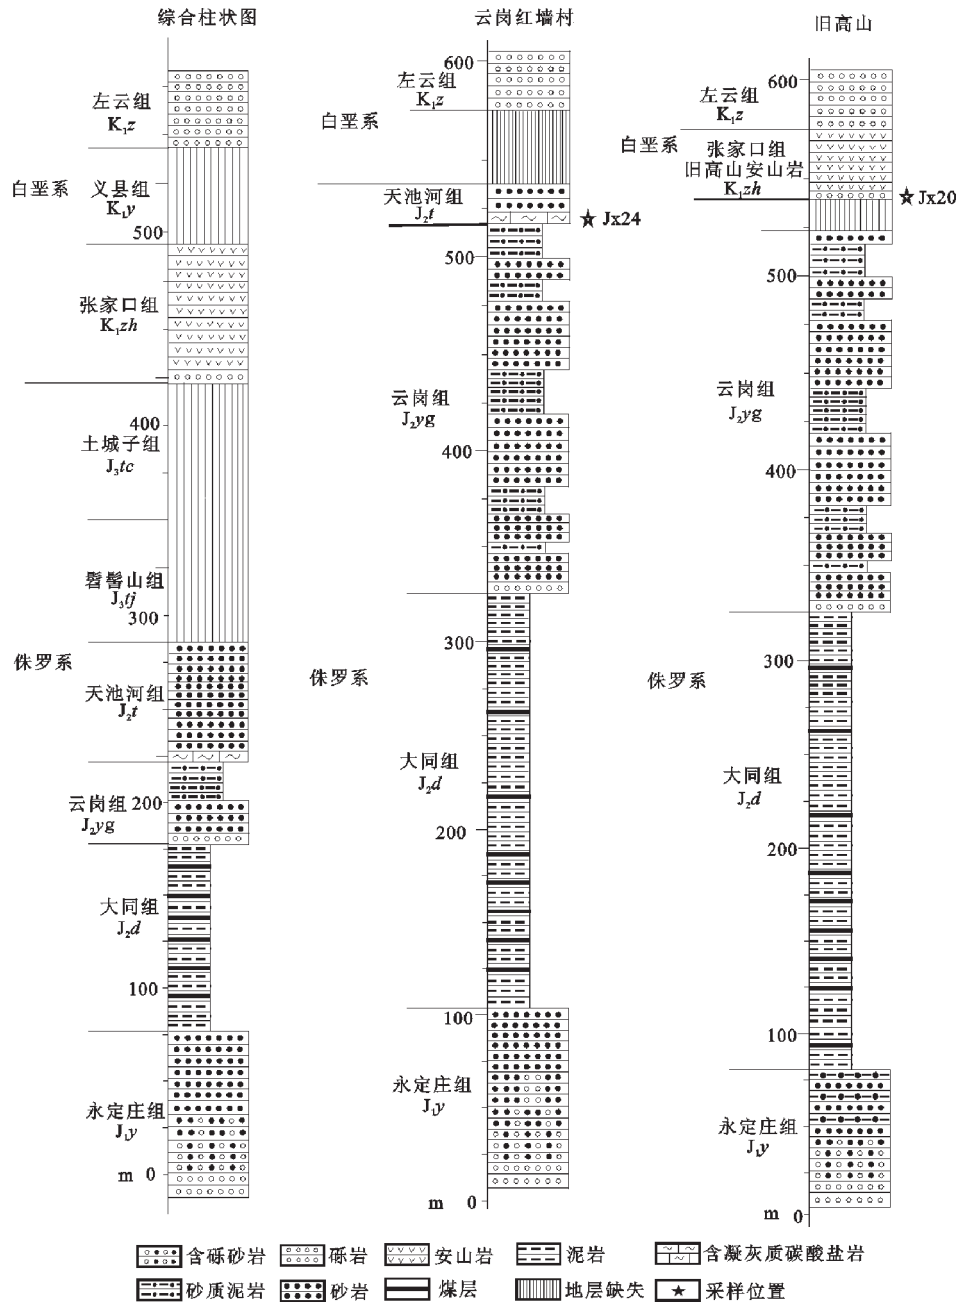 综合柱状图
左云组
K₁z
白垩系
义县组
K₁y
500
张家口组
K₁zh
400
土城子组
J₃tc
髫髻山组
J₃tj
300
侏罗系
天池河组
J₂t
200
云岗组
J₂yg
大同组
J₂d
100
永定庄组
J₁y
m 0
云岗红墙村
600
左云组
K₁z
白垩系
天池河组
J₂t
Jx24
500
云岗组
J₂yg
400
300
侏罗系
大同组
J₂d
200
100
永定庄组
J₁y
m 0
旧高山
600
左云组
K₁z
白垩系
张家口组
旧高山安山岩
K₁zh
Jx20
500
云岗组
J₂yg
400
300
侏罗系
大同组
J₂d
200
100
永定庄组
J₁y
m 0
含砾砂岩 砾岩 安山岩 泥岩 含凝灰质碳酸盐岩
砂质泥岩 砂岩 煤层 地层缺失 采样位置